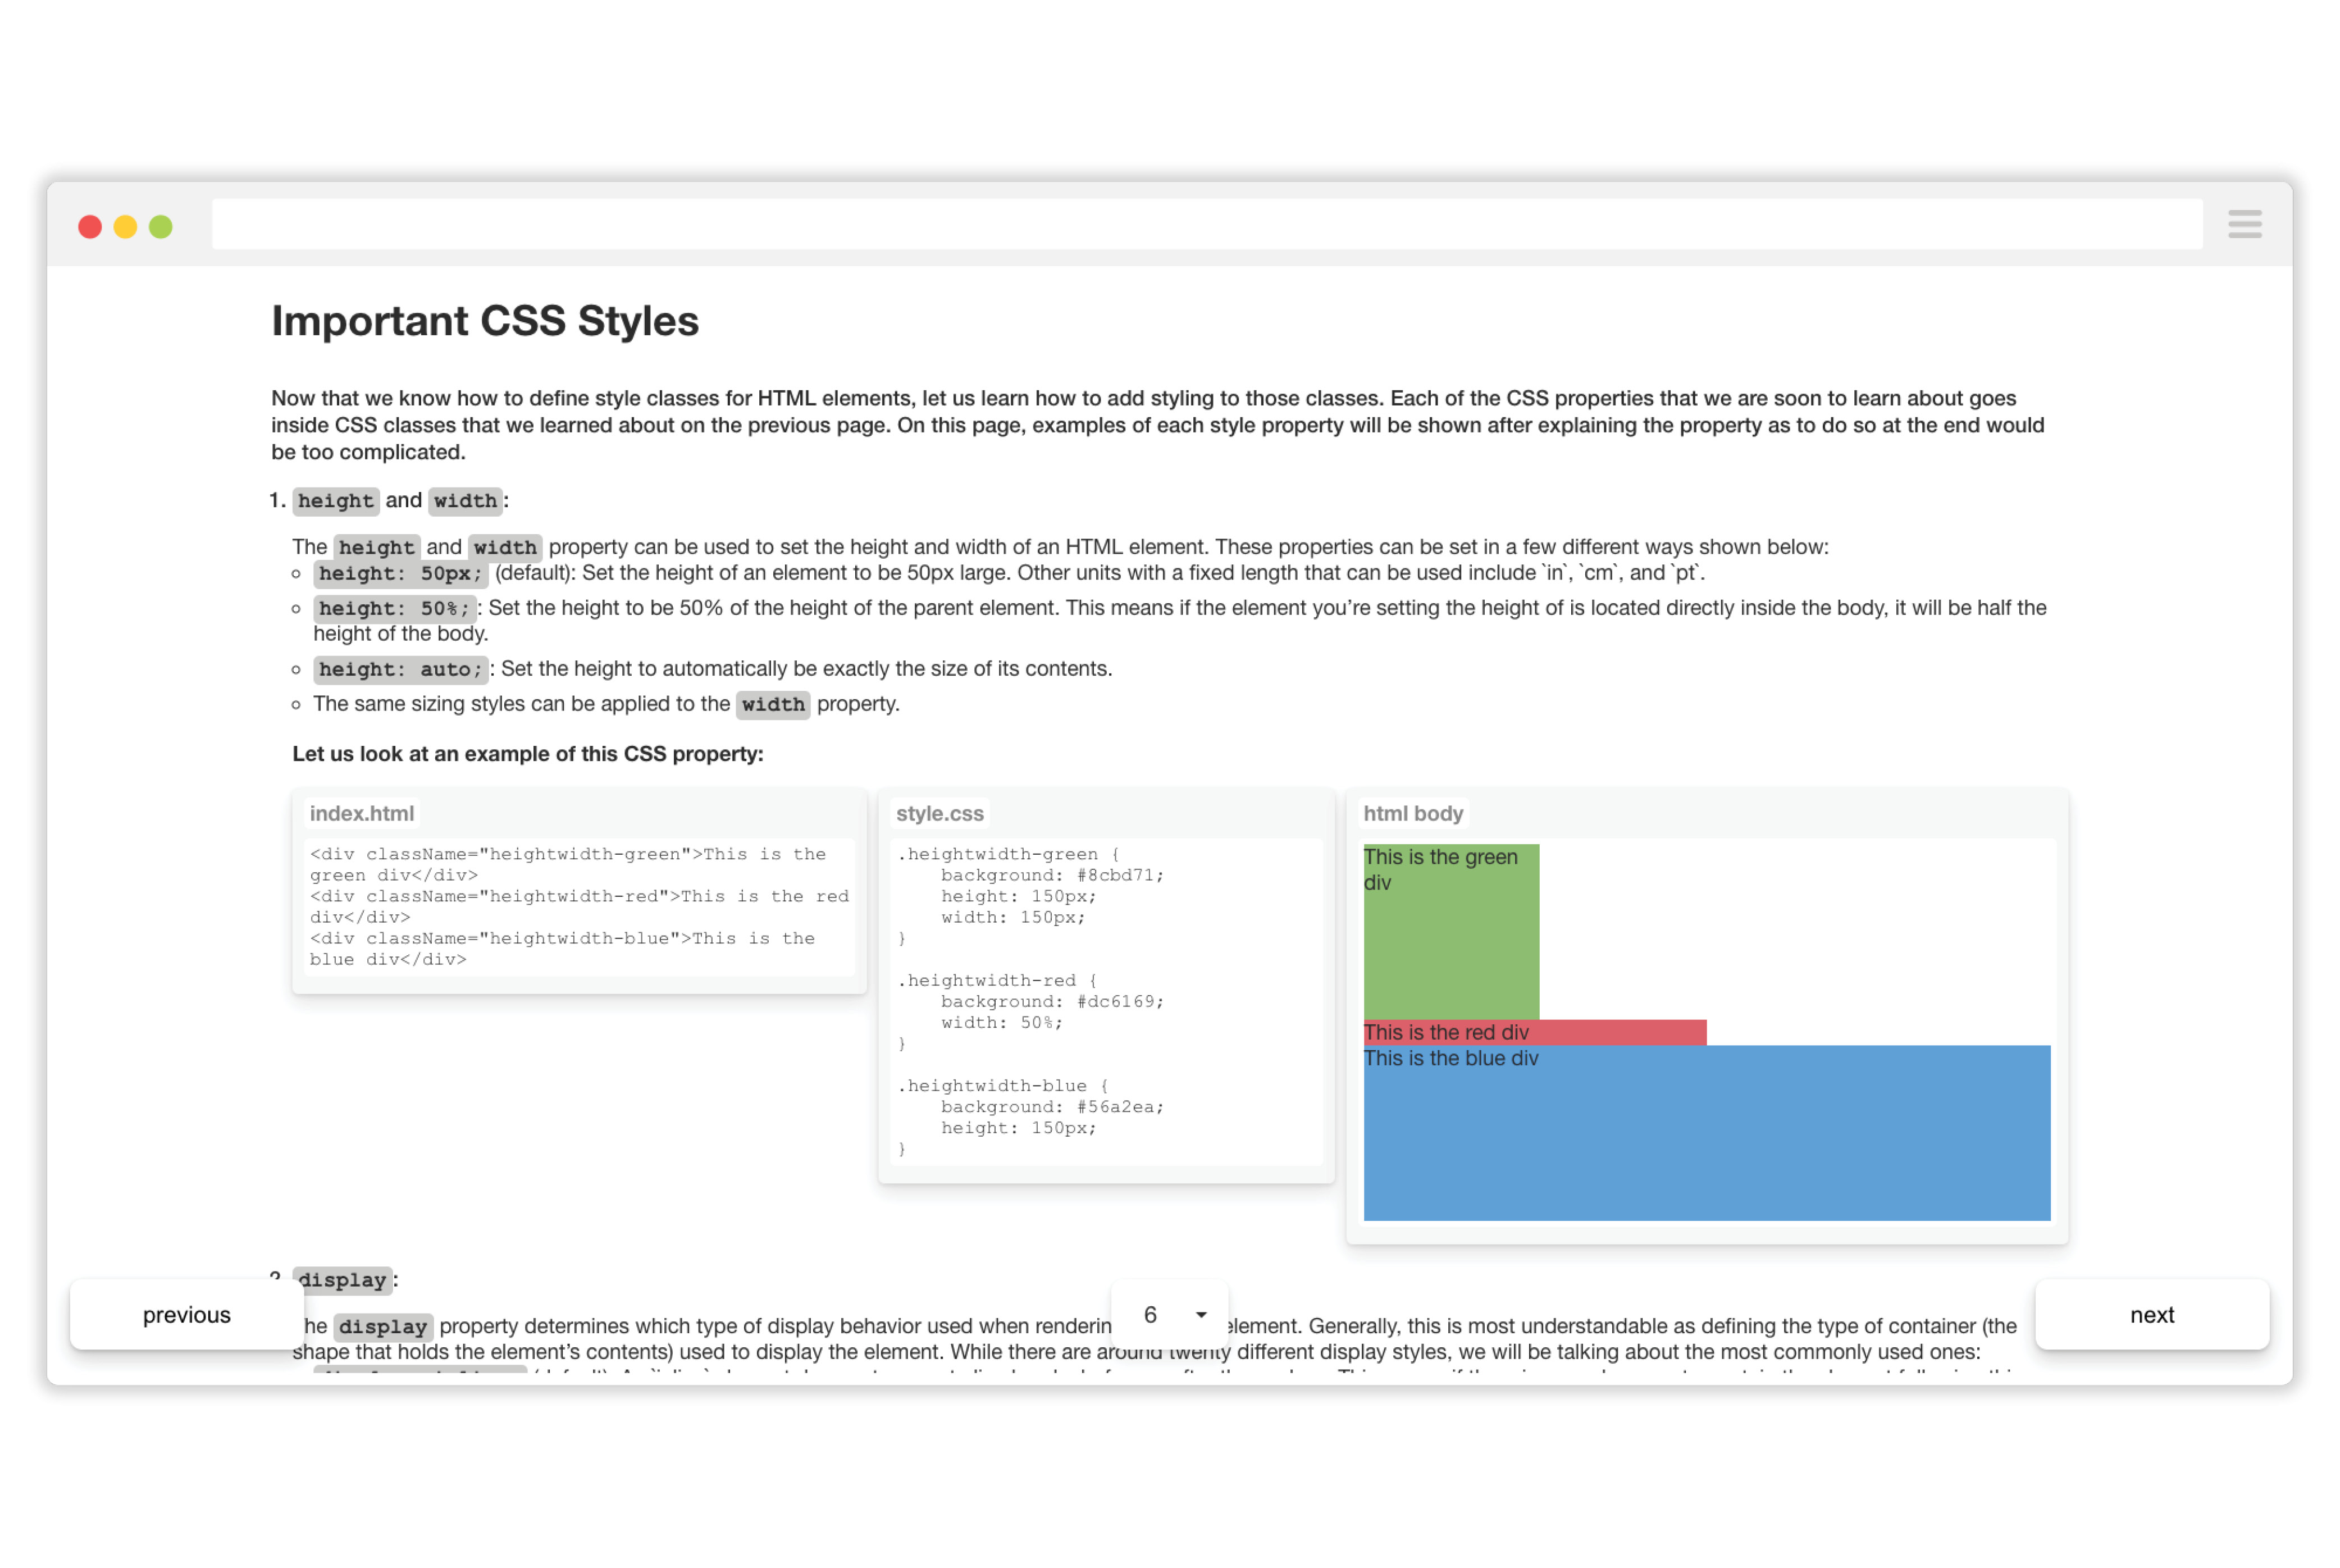 Important CSS Styles
Now that we know how to define style classes for HTML elements, let us learn how to add styling to those classes. Each of the CSS properties that we are soon to learn about goes
inside CSS classes that we learned about on the previous page. On this page, examples of each style property will be shown after explaining the property as to do so at the end would
be too complicated.
1. height and width:
The height and width property can be used to set the height and width of an HTML element. These properties can be set in a few different ways shown below:
height: 50px; (default): Set the height of an element to be 50px large. Other units with a fixed length that can be used include `in`, `cm`, and `pt`.
height: 50%;: Set the height to be 50% of the height of the parent element. This means if the element you’re setting the height of is located directly inside the body, it will be half the
height of the body.
height: auto;: Set the height to automatically be exactly the size of its contents.
The same sizing styles can be applied to the width property.
Let us look at an example of this CSS property:
index.html
<div className="heightwidth-green">This is the
green div</div>
<div className="heightwidth-red">This is the red
div</div>
<div className="heightwidth-blue">This is the
blue div</div>
style.css
.heightwidth-green {
background: #8cbd71;
height: 150px;
width: 150px;
}
.heightwidth-red {
background: #dc6169;
width: 50%;
}
.heightwidth-blue {
background: #56a2ea;
height: 150px;
}
html body
This is the green
div
This is the red div
This is the blue div
display:
display property determines which type of display behavior used when element. Generally, this is most understandable as defining the type of container (the
shape that holds the element’s contents) used to display the element. While there are around twenty different display styles, we will be talking about the most commonly used ones:
previous
6
next